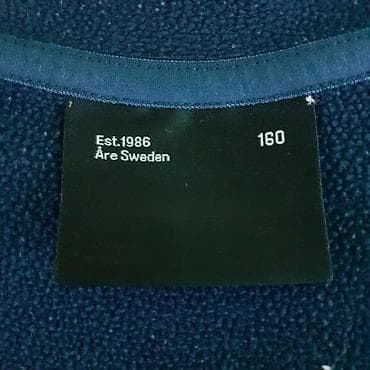 Est.1986 160
Åre Sweden